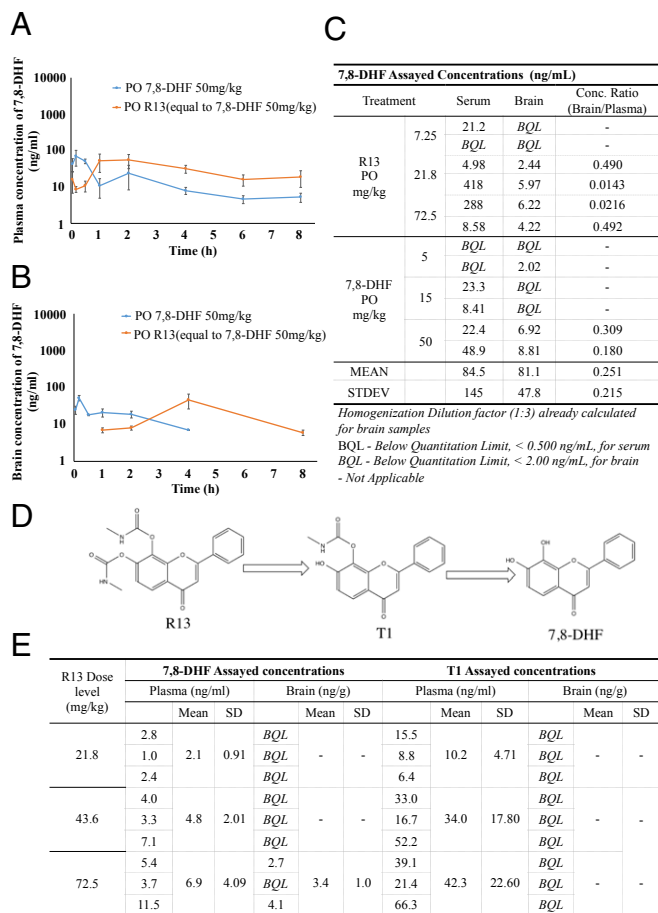 A
Plasma concentration of 7,8-DHF
(ng/ml)
10000
1000
100
10
1
PO 7,8-DHF 50mg/kg
PO R13(equal to 7,8-DHF 50mg/kg)
0 1 2 3 4 5 6 7 8
Time (h)
B
Brain concentration of 7,8-DHF
(ng/ml)
10000
1000
100
10
1
PO 7,8-DHF 50mg/kg
PO R13(equal to 7,8-DHF 50mg/kg)
0 1 2 3 4 5 6 7 8
Time (h)
C
7,8-DHF Assayed Concentrations (ng/mL)
Treatment Serum Brain Conc. Ratio
(Brain/Plasma)
R13
PO
mg/kg
7.25 21.2 BQL -
BQL BQL -
21.8 4.98 2.44 0.490
418 5.97 0.0143
72.5 288 6.22 0.0216
8.58 4.22 0.492
7,8-DHF
PO
mg/kg
5 BQL BQL -
BQL 2.02 -
15 23.3 BQL -
8.41 BQL -
50 22.4 6.92 0.309
48.9 8.81 0.180
MEAN 84.5 81.1 0.251
STDEV 145 47.8 0.215
Homogenization Dilution factor (1:3) already calculated
for brain samples
BQL - Below Quantitation Limit, < 0.500 ng/mL, for serum
BQL - Below Quantitation Limit, < 2.00 ng/mL, for brain
- Not Applicable
D
O
N
H
O
O
O
N
H
O
O
R13
O
N
H
O
HO
O
O
T1
OH
HO
O
O
7,8-DHF
E
R13 Dose
level
(mg/kg)
7,8-DHF Assayed concentrations T1 Assayed concentrations
Plasma (ng/ml) Brain (ng/g) Plasma (ng/ml) Brain (ng/g)
Mean SD Mean SD Mean SD Mean SD
2.8 BQL 15.5 BQL
21.8 1.0 2.1 0.91 BQL - - 8.8 10.2 4.71 BQL - -
2.4 BQL 6.4 BQL
4.0 BQL 33.0 BQL
43.6 3.3 4.8 2.01 BQL - - 16.7 34.0 17.80 BQL - -
7.1 BQL 52.2 BQL
5.4 2.7 39.1 BQL
72.5 3.7 6.9 4.09 BQL 3.4 1.0 21.4 42.3 22.60 BQL - -
11.5 4.1 66.3 BQL